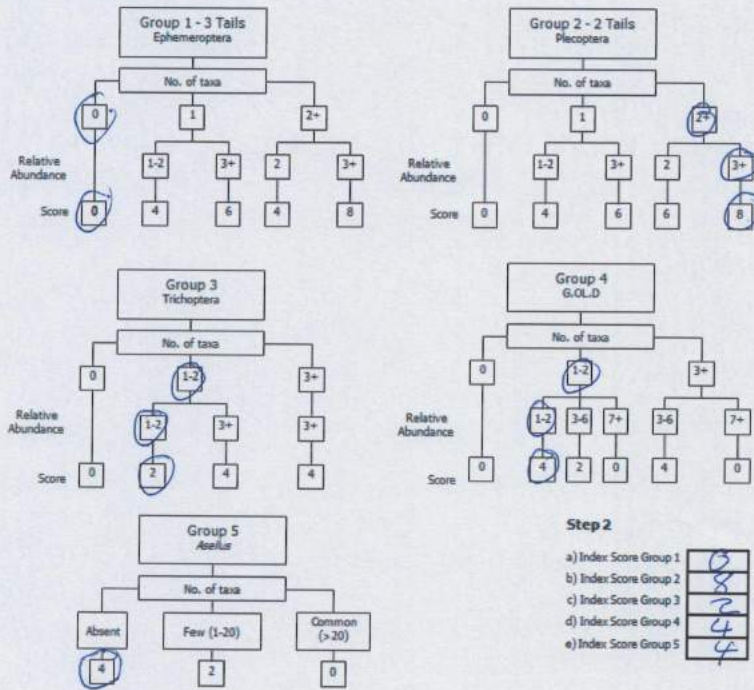 Group 1 - 3 Tails
Ephemeroptera
No. of taxa
0 1 2+
Relative
Abundance
1-2 3+ 2 3+
Score
0 4 6 4 8
Group 2 - 2 Tails
Plecoptera
No. of taxa
0 1 2+
Relative
Abundance
1-2 3+ 2 3+
Score
0 4 6 6 8
Group 3
Trichoptera
No. of taxa
0 1-2 3+
Relative
Abundance
1-2 3+ 3+
Score
0 2 4 4
Group 4
G.OL.D
No. of taxa
0 1-2 3+
Relative
Abundance
1-2 3-6 7+ 3-6 7+
Score
0 4 2 0 4 0
Group 5
Asellus
No. of taxa
Absent Few (1-20) Common
(>20)
4 2 0
Step 2
a) Index Score Group 1 0
b) Index Score Group 2 8
c) Index Score Group 3 2
d) Index Score Group 4 4
e) Index Score Group 5 4